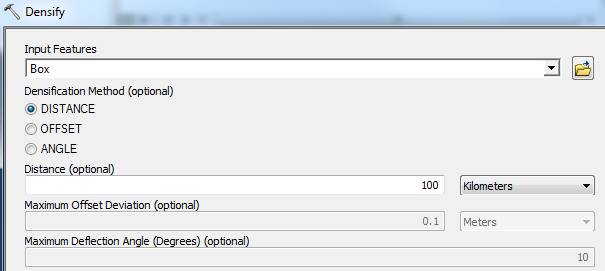 Densify
Input Features
Box
Densification Method (optional)
DISTANCE
OFFSET
ANGLE
Distance (optional)
100 Kilometers
Maximum Offset Deviation (optional)
0.1 Meters
Maximum Deflection Angle (Degrees) (optional)
10